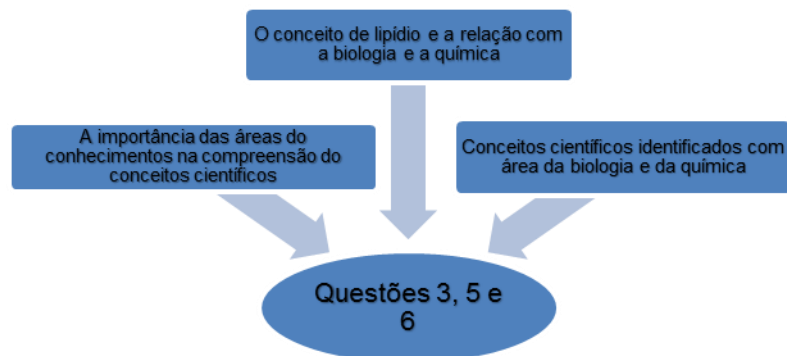 O conceito de lipídio e a relação com
a biologia e a química
A importância das áreas do
conhecimentos na compreensão do
conceitos científicos
Conceitos científicos identificados com
área da biologia e da química
Questões 3, 5 e
6